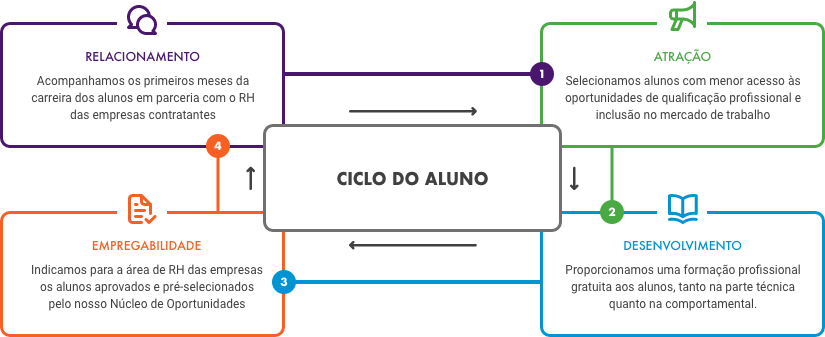 RELACIONAMENTO
Acompanhamos os primeiros meses da
carreira dos alunos em parceria com o RH
das empresas contratantes
1
ATRAÇÃO
Selecionamos alunos com menor acesso às
oportunidades de qualificação profissional e
inclusão no mercado de trabalho
4
CICLO DO ALUNO
2
EMPREGABILIDADE
Indicamos para a área de RH das empresas
os alunos aprovados e pré-selecionados
pelo nosso Núcleo de Oportunidades
3
DESENVOLVIMENTO
Proporcionamos uma formação profissional
gratuita aos alunos, tanto na parte técnica
quanto na comportamental.